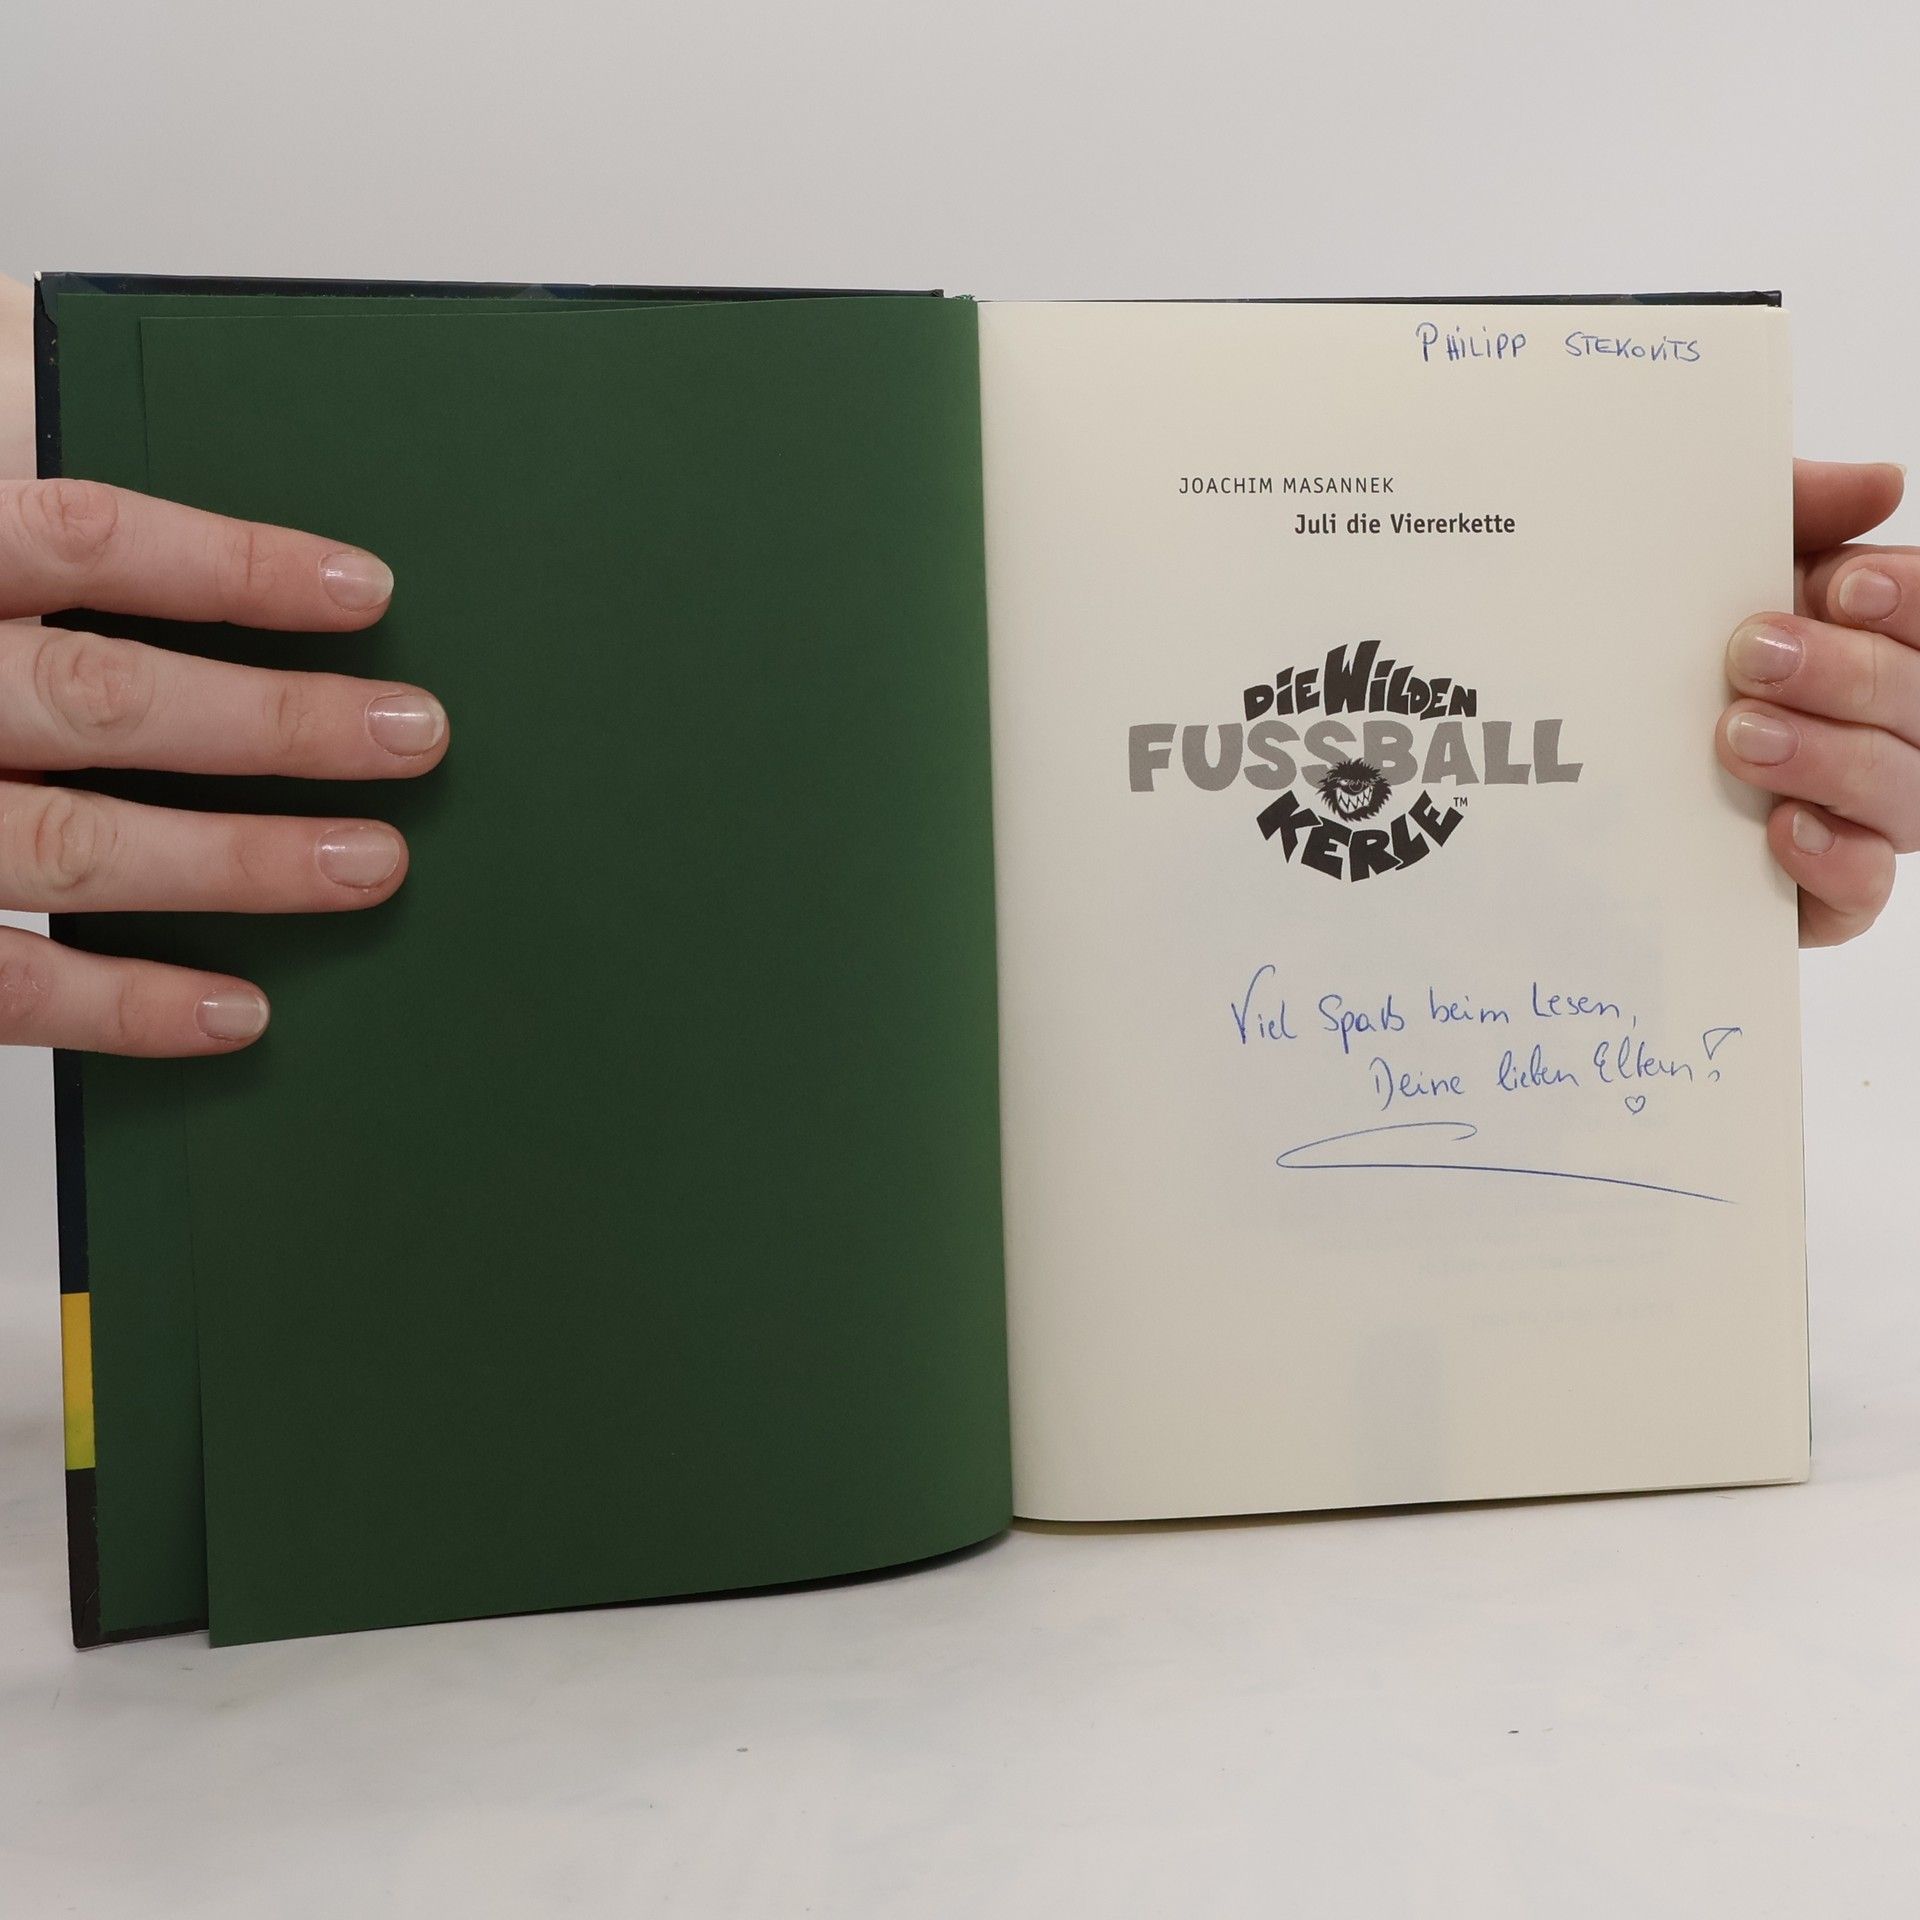 PHiLiPP STEKOViTS
JOACHIM MASANNEK
Juli die Viererkette
DIE WILDEN
FUSSBALL
KERLE™
Viel Spaß beim Lesen,
Deine lieben Eltern!